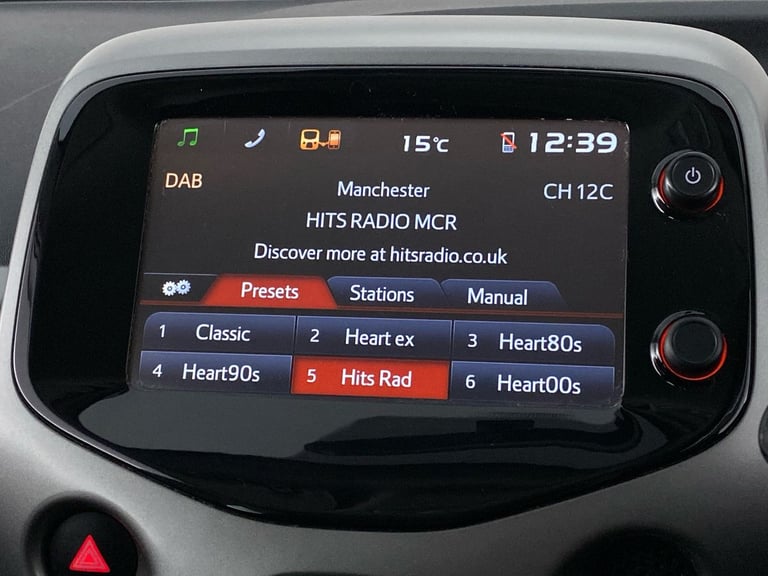 15°C 12:39
DAB Manchester CH 12C
HITS RADIO MCR
Discover more at hitsradio.co.uk
Presets Stations Manual
1 Classic 2 Heart ex 3 Heart80s
4 Heart90s 5 Hits Rad 6 Heart00s